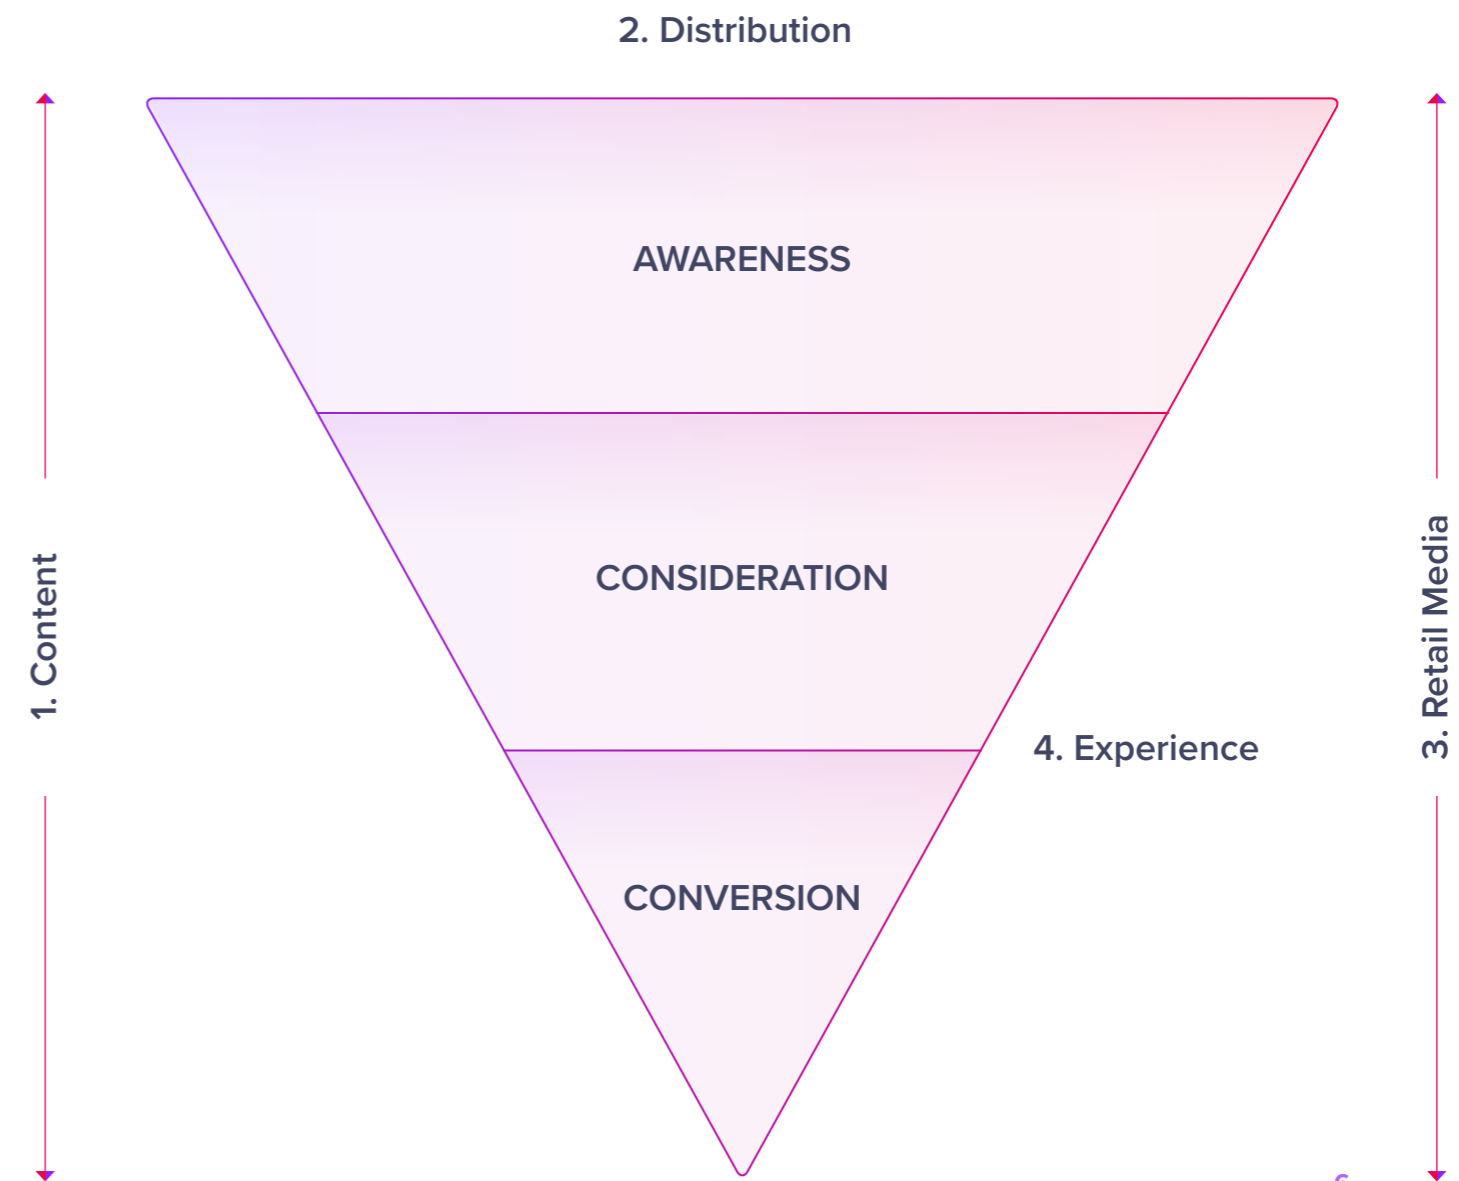 2. Distribution
AWARENESS
CONSIDERATION
1. Content
3. Retail Media
4. Experience
CONVERSION